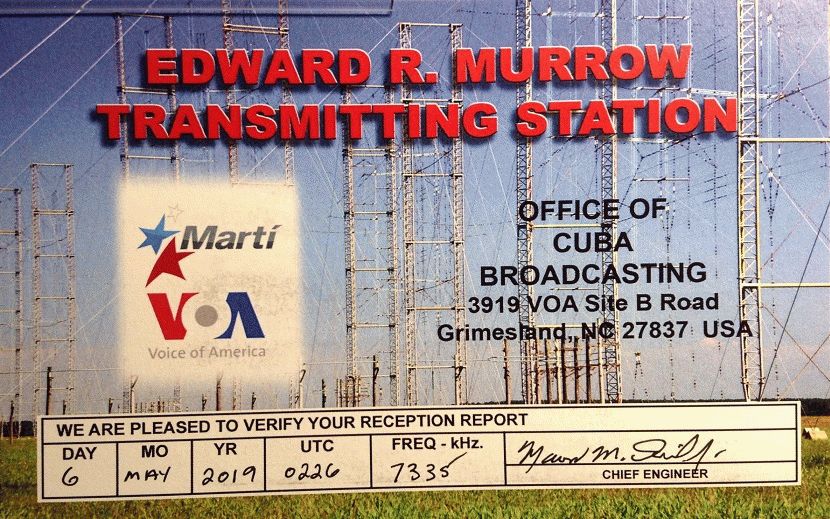 EDWARD R. MURROW
TRANSMITTING STATION
Martí
VOA
Voice of America
OFFICE OF
CUBA
BROADCASTING
3919 VOA Site B Road
Grimesland, NC 27837 USA
WE ARE PLEASED TO VERIFY YOUR RECEPTION REPORT
DAY MO YR UTC FREQ - kHz.
6 MAY 2019 0226 7335
CHIEF ENGINEER